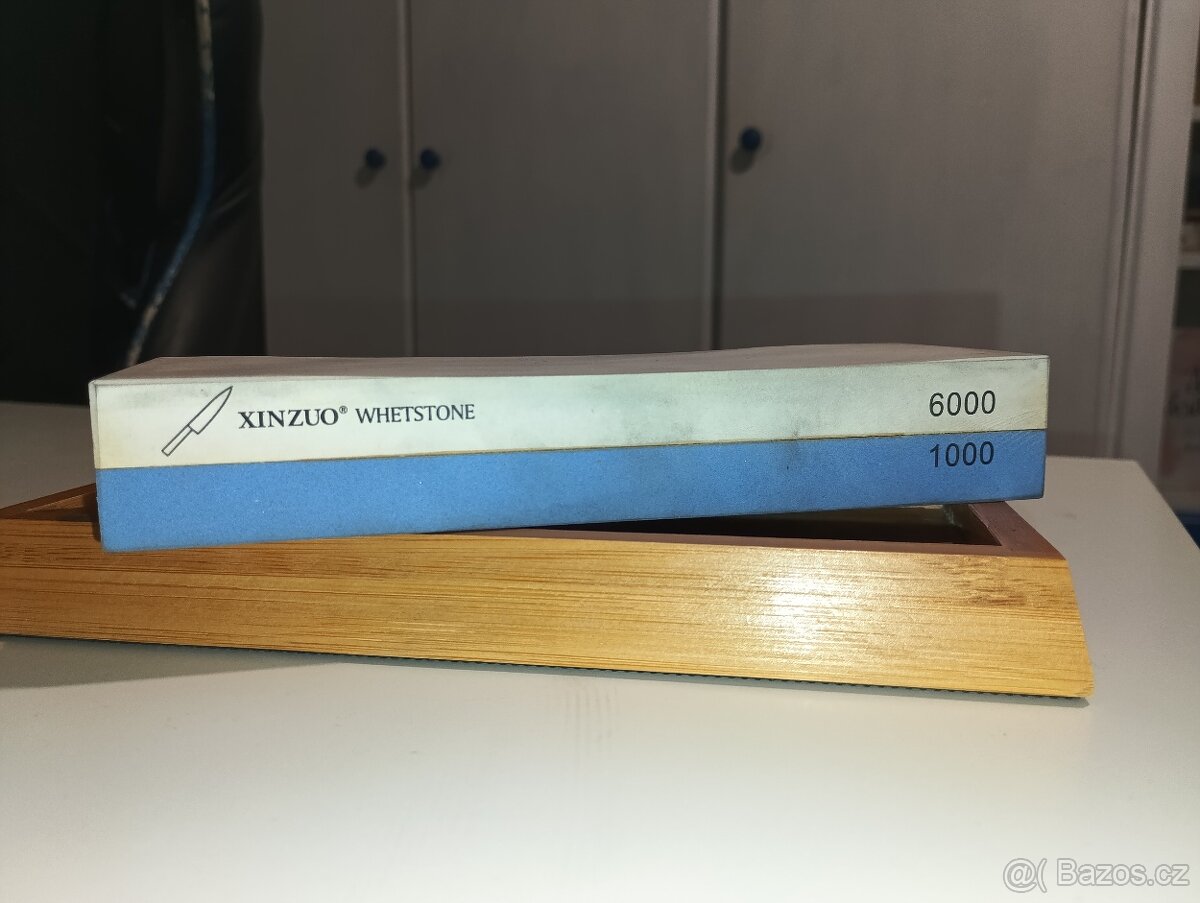 XINZUO® WHETSTONE
6000
1000
@( Bazos.cz